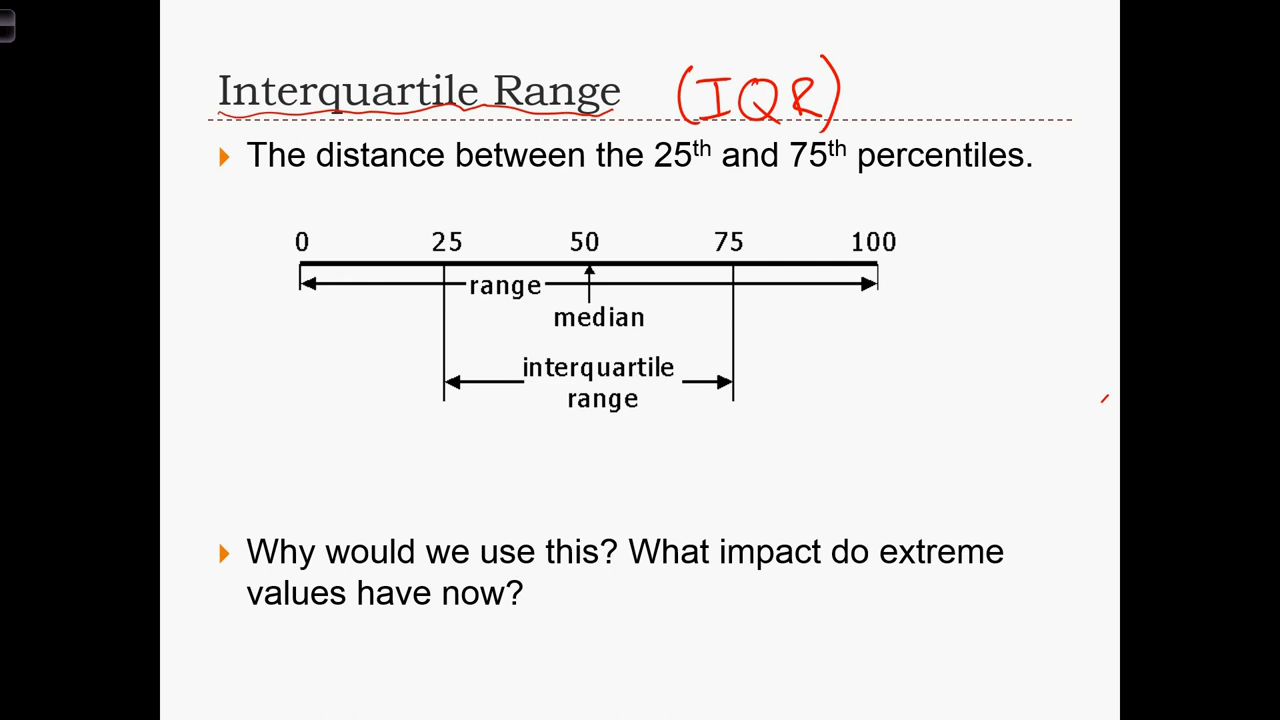 Interquartile Range (IQR)
The distance between the 25th and 75th percentiles.
0 25 50 75 100
range
median
interquartile
range
Why would we use this? What impact do extreme
values have now?